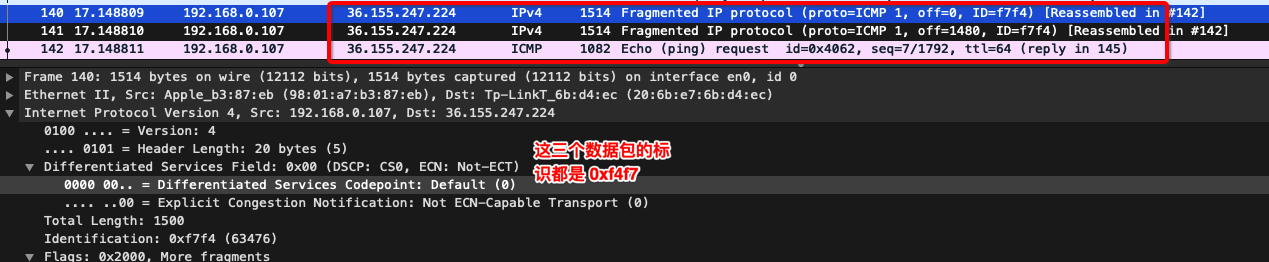 140 17.148809 192.168.0.107 36.155.247.224 IPv4 1514 Fragmented IP protocol (proto=ICMP 1, off=0, ID=f7f4) [Reassembled in #142]
141 17.148810 192.168.0.107 36.155.247.224 IPv4 1514 Fragmented IP protocol (proto=ICMP 1, off=1480, ID=f7f4) [Reassembled in #142]
142 17.148811 192.168.0.107 36.155.247.224 ICMP 1082 Echo (ping) request id=0x4062, seq=7/1792, ttl=64 (reply in 145)
Frame 140: 1514 bytes on wire (12112 bits), 1514 bytes captured (12112 bits) on interface en0, id 0
Ethernet II, Src: Apple_b3:87:eb (98:01:a7:b3:87:eb), Dst: Tp-LinkT_6b:d4:ec (20:6b:e7:6b:d4:ec)
Internet Protocol Version 4, Src: 192.168.0.107, Dst: 36.155.247.224
0100 .... = Version: 4
.... 0101 = Header Length: 20 bytes (5)
Differentiated Services Field: 0x00 (DSCP: CS0, ECN: Not-ECT)
0000 00.. = Differentiated Services Codepoint: Default (0)
.... ..00 = Explicit Congestion Notification: Not ECN-Capable Transport (0)
Total Length: 1500
Identification: 0xf7f4 (63476)
Flags: 0x2000, More fragments
这三个数据包的标
识都是 0xf4f7